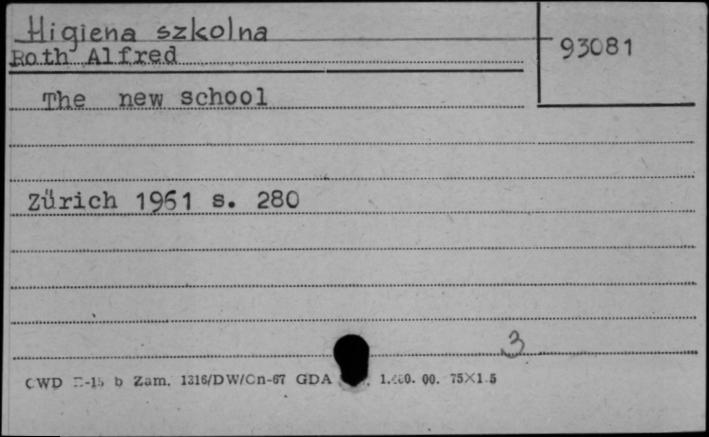 Higiena szkolna
93081
Roth Alfred
The new school
Zürich 1961 s. 280
3
CWD b Zam. 1316/DW/Cn-67 GDA 00. 75X1.5